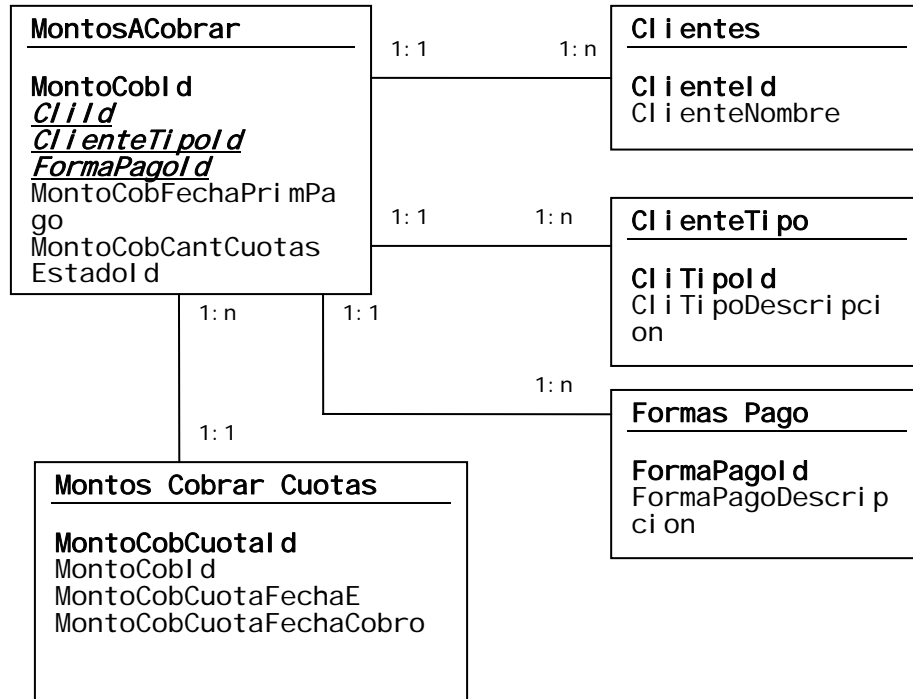 MontosACobrar
MontoCobId
CliId
ClienteTipoId
FormaPagoId
MontoCobFechaPrimPa
go
MontoCobCantCuotas
EstadoId
1:1
1:n
Clientes
ClienteId
ClienteNombre
1:1
1:n
ClienteTipo
CliTipoId
CliTipoDescripci
on
1:n
1:1
1:n
Formas Pago
FormaPagoId
FormaPagoDescrip
cion
1:1
Montos Cobrar Cuotas
MontoCobCuotaId
MontoCobId
MontoCobCuotaFechaE
MontoCobCuotaFechaCobro